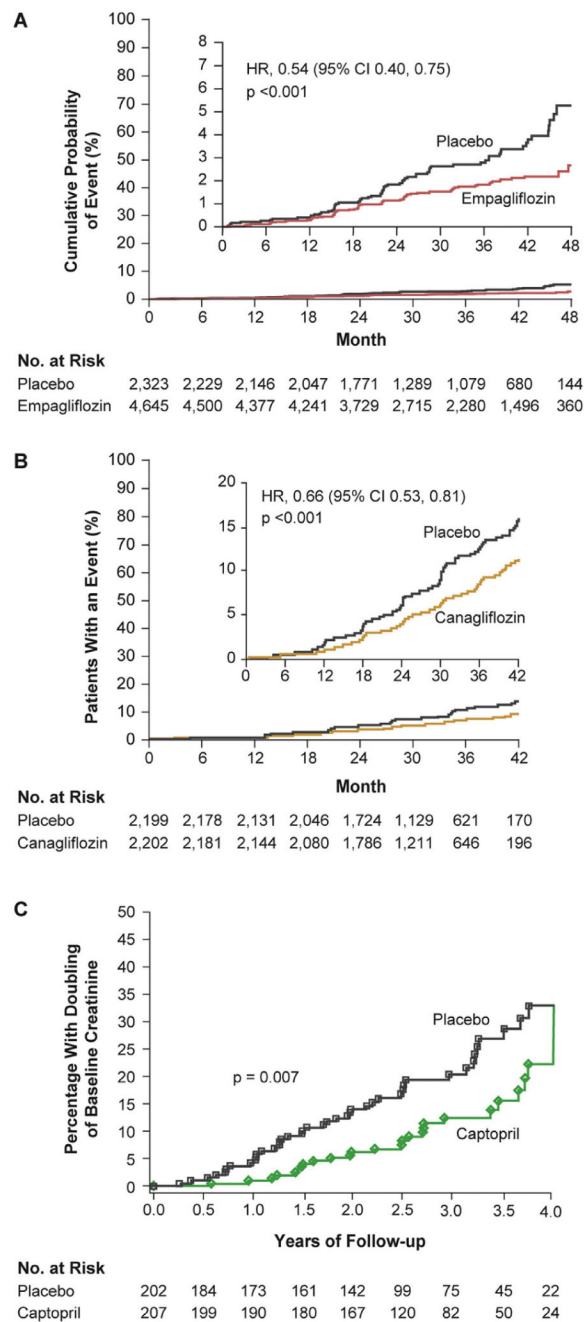 A
Cumulative Probability
of Event (%)
100
90
80
70
60
50
40
30
20
10
0
8
7
6
5
4
3
2
1
0
HR, 0.54 (95% CI 0.40, 0.75)
p <0.001
Placebo
Empagliflozin
0 6 12 18 24 30 36 42 48
0 6 12 18 24 30 36 42 48
Month
No. at Risk
Placebo 2,323 2,229 2,146 2,047 1,771 1,289 1,079 680 144
Empagliflozin 4,645 4,500 4,377 4,241 3,729 2,715 2,280 1,496 360
B
Patients With an Event (%)
100
90
80
70
60
50
40
30
20
10
0
20
15
10
5
0
HR, 0.66 (95% CI 0.53, 0.81)
p <0.001
Placebo
Canagliflozin
0 6 12 18 24 30 36 42
0 6 12 18 24 30 36 42
Month
No. at Risk
Placebo 2,199 2,178 2,131 2,046 1,724 1,129 621 170
Canagliflozin 2,202 2,181 2,144 2,080 1,786 1,211 646 196
C
Percentage With Doubling
of Baseline Creatinine
50
45
40
35
30
25
20
15
10
5
0
Placebo
p = 0.007
Captopril
0.0 0.5 1.0 1.5 2.0 2.5 3.0 3.5 4.0
Years of Follow-up
No. at Risk
Placebo 202 184 173 161 142 99 75 45 22
Captopril 207 199 190 180 167 120 82 50 24